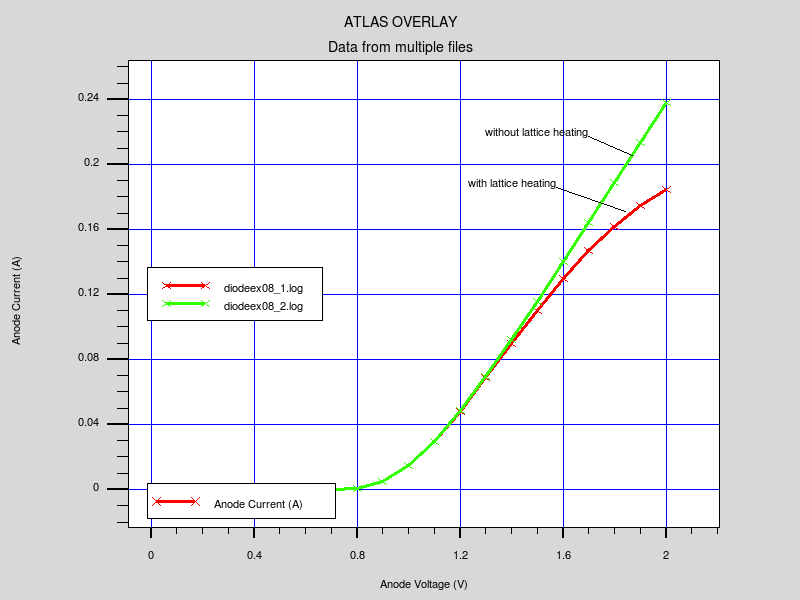 ATLAS OVERLAY
Data from multiple files
0.24
0.2
0.16
0.12
0.08
0.04
0
Anode Current (A)
without lattice heating
with lattice heating
diodeex08_1.log
diodeex08_2.log
Anode Current (A)
0
0.4
0.8
1.2
1.6
2
Anode Voltage (V)